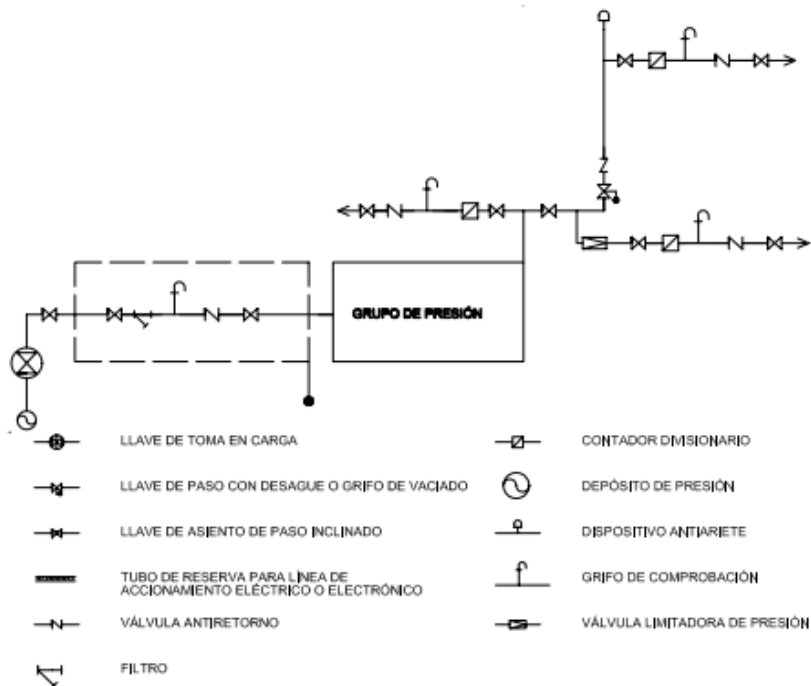 GRUPO DE PRESIÓN
LLAVE DE TOMA EN CARGA
LLAVE DE PASO CON DESAGUE O GRIFO DE VACIADO
LLAVE DE ASIENTO DE PASO INCLINADO
TUBO DE RESERVA PARA LÍNEA DE
ACCIONAMIENTO ELÉCTRICO O ELECTRÓNICO
VÁLVULA ANTIRETORNO
FILTRO
CONTADOR DIVISIONARIO
DEPÓSITO DE PRESIÓN
DISPOSITIVO ANTIARIETE
GRIFO DE COMPROBACIÓN
VÁLVULA LIMITADORA DE PRESIÓN